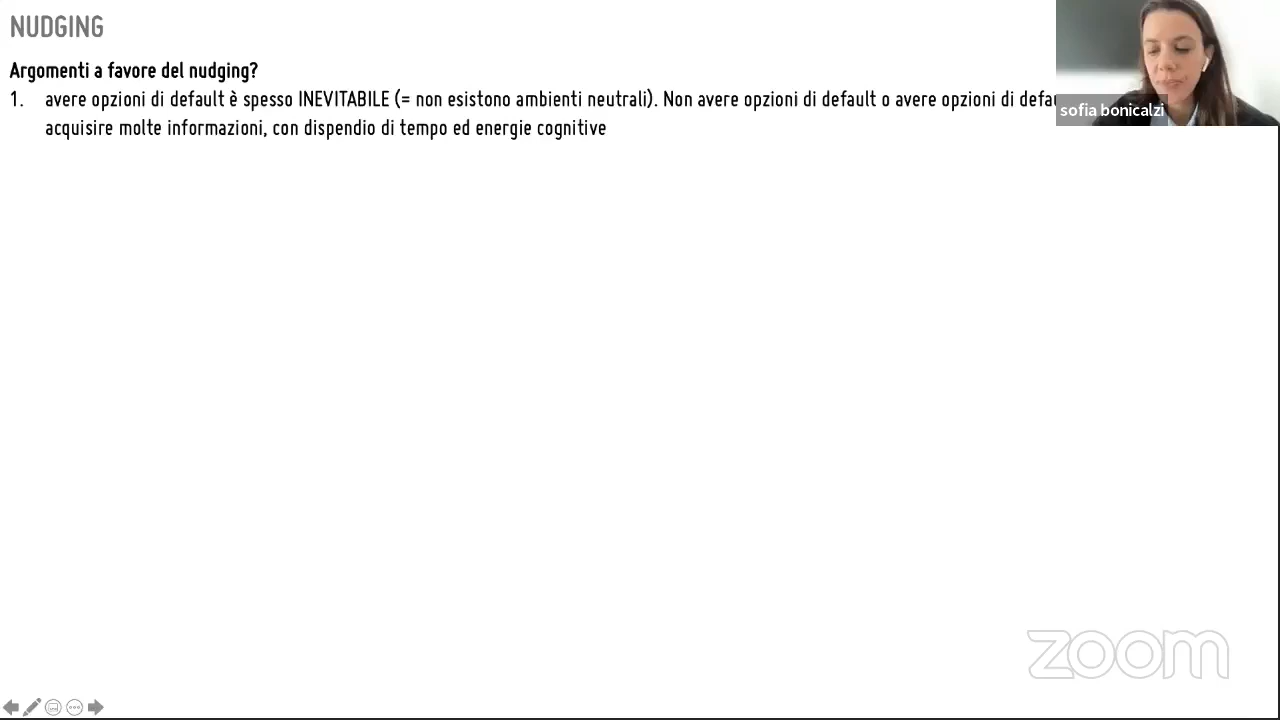 NUDGING
Argomenti a favore del nudging?
1. avere opzioni di default è spesso INEVITABILE (= non esistono ambienti neutrali). Non avere opzioni di default o avere opzioni di
acquisire molte informazioni, con dispendio di tempo ed energie cognitive
sofia bonicalzi
zoom